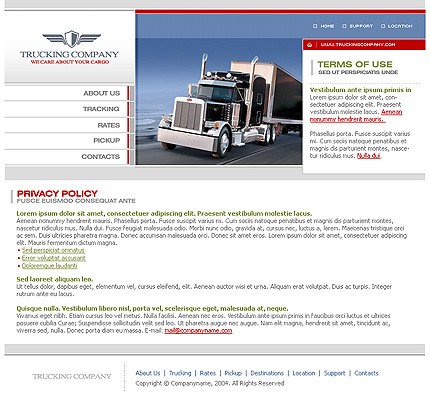 HOME
SUPPORT
LOCATION
WWW.TRUCKINGCOMPANY.COM
TRUCKING COMPANY
WE CARE ABOUT YOUR CARGO
ABOUT US
TRACKING
RATES
PICKUP
CONTACTS
TERMS OF USE
SED UT PERSPICIATIS UNDE
Vestibulum ante ipsum primis in
Lorem ipsum dolor sit amet, con-
sectetuer adipiscing elit. Praesent
vestibulum molestie lacus. Aenean
nonummy hendrerit mauris.
Phasellus porta. Fusce suscipit varius
mi. Cum sociis natoque penatibus et
magnis dis parturient montes, nasce-
tur ridiculus mus. Nulla dui.
PRIVACY POLICY
FUSCE EUISMOD CONSEQUAT ANTE
Lorem ipsum dolor sit amet, consectetuer adipiscing elit. Praesent vestibulum molestie lacus.
Aenean nonummy hendrerit mauris. Phasellus porta. Fusce suscipit varius mi. Cum sociis natoque penatibus et magnis dis parturient montes,
nascetur ridiculus mus. Nulla dui. Fusce feugiat malesuada odio. Morbi nunc odio, gravida at, cursus nec, luctus a, lorem. Maecenas tristique orci
ac sem. Duis ultricies pharetra magna. Donec accumsan malesuada orci. Donec sit amet eros. Lorem ipsum dolor sit amet, consectetuer adipiscing
elit. Mauris fermentum dictum magna.
• Sed perspiciat omnatus
• Error voluptat accusant
• Doloremque laudanti
Sed laoreet aliquam leo.
Ut tellus dolor, dapibus eget, elementum vel, cursus eleifend, elit. Aenean auctor wisi et urna. Aliquam erat volutpat. Duis ac turpis. Integer
rutrum ante eu lacus.
Quisque nulla. Vestibulum libero nisl, porta vel, scelerisque eget, malesuada at, neque.
Vivamus eget nibh. Etiam cursus leo vel metus. Nulla facilisi. Aenean nec eros. Vestibulum ante ipsum primis in faucibus orci luctus et ultrices
posuere cubilia Curae; Suspendisse sollicitudin velit sed leo. Ut pharetra augue nec augue. Nam elit magna, hendrerit sit amet, tincidunt ac,
viverra sed, nulla. Donec porta diam eu massa. E-mail: mail@companyname.com
TRUCKING COMPANY
About Us | Trucking | Rates | Pickup | Destinations | Location | Support | Contacts
Copyright © Companyname, 2004. All Rights Reserved